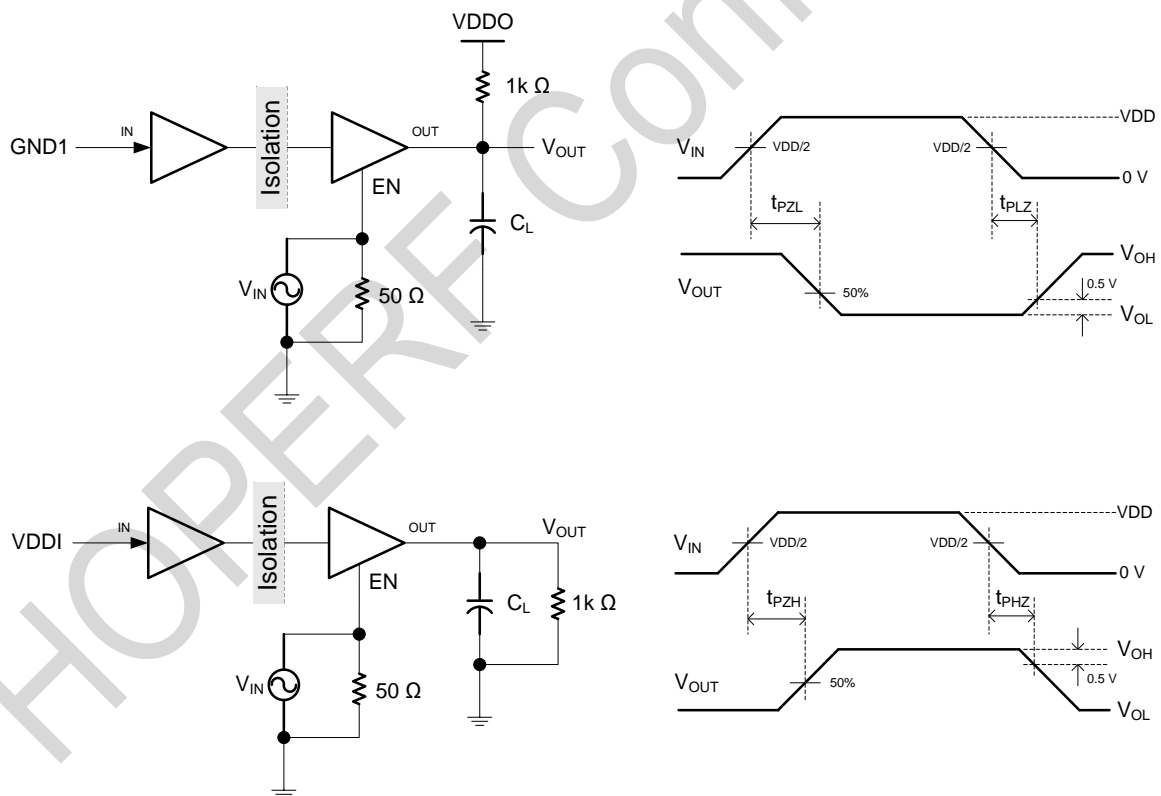 VDDO
1k Ω
GND1
IN
Isolation
OUT
VOUT
EN
CL
VIN
50 Ω
VDD
VIN
VDD/2
VDD/2
0 V
tPZL
tPLZ
VOH
VOUT
0.5 V
50%
VOL
VDDI
IN
Isolation
OUT
VOUT
EN
CL
1k Ω
VIN
50 Ω
VDD
VIN
VDD/2
VDD/2
0 V
tPZH
tPHZ
VOH
0.5 V
VOUT
50%
VOL
HOPERF Con